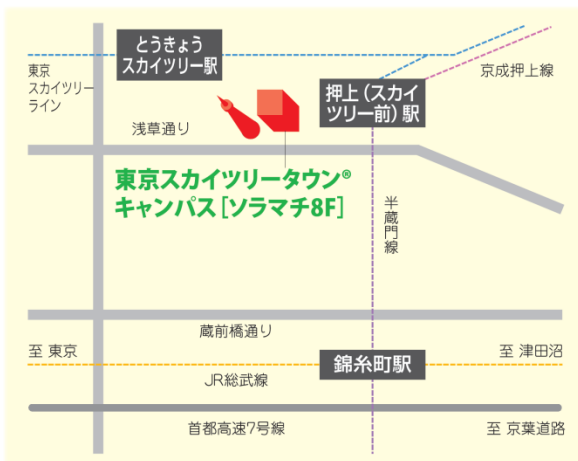 とうきょう
スカイツリー駅
東京
スカイツリー
ライン
京成押上線
押上(スカイ
ツリー前)駅
浅草通り
東京スカイツリータウン®
キャンパス[ソラマチ8F]
半蔵門線
蔵前橋通り
至 東京
錦糸町駅
至 津田沼
JR総武線
首都高速7号線
至 京葉道路